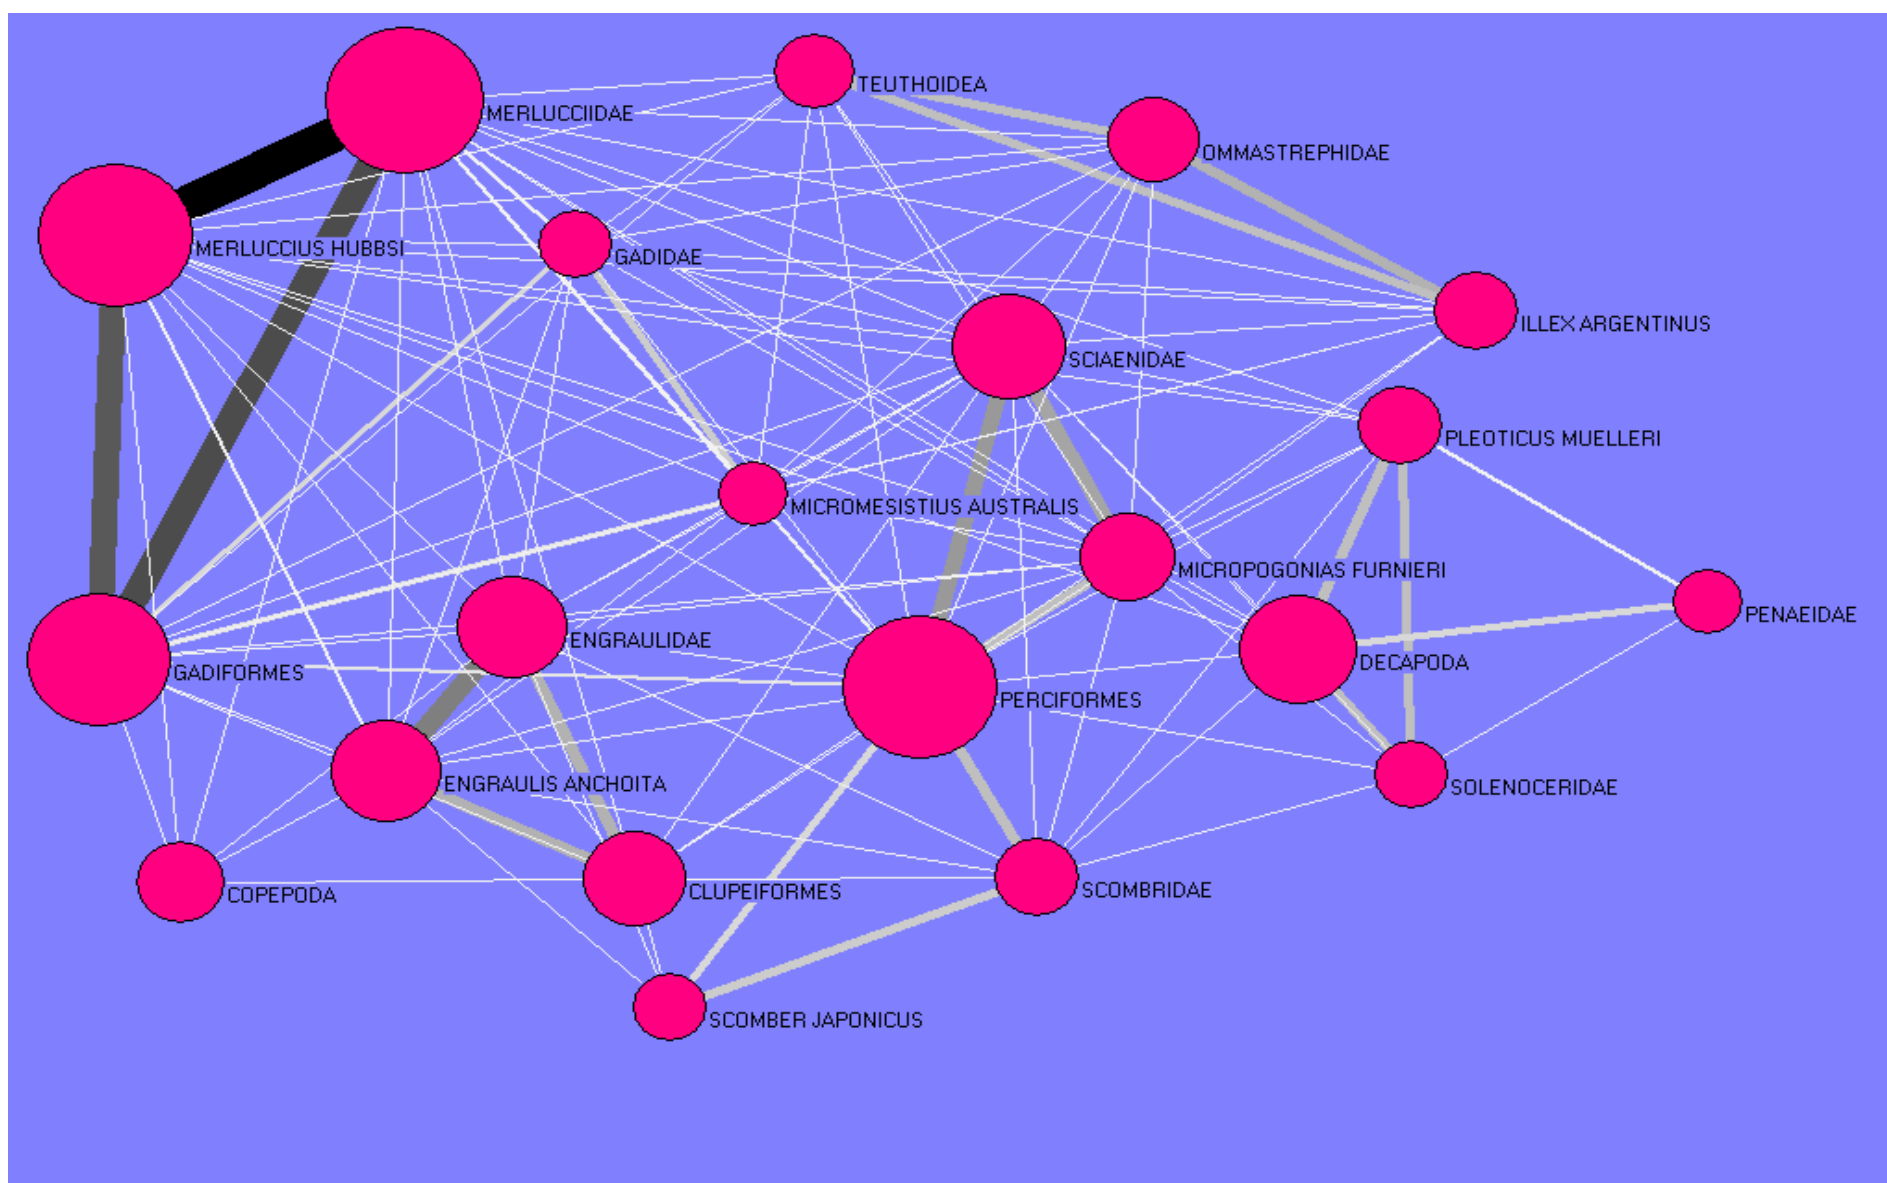 TEUTHOIDEA
MERLUCCIIDAE
OMMASTREPHIDAE
MERLUCCIUS HUBBSI
GADIDAE
ILLEX ARGENTINUS
SCIAENIDAE
PLEOTICUS MUELLERI
MICROMESISTIUS AUSTRALIS
MICROPOGONIAS FURNIERI
PENAEIDAE
ENGRAULIDAE
DECAPODA
GADIFORMES
PERCIFORMES
ENGRAULIS ANCHOITA
SOLENOCERIDAE
COPEPODA
CLUPEIFORMES
SCOMBRIDAE
SCOMBER JAPONICUS